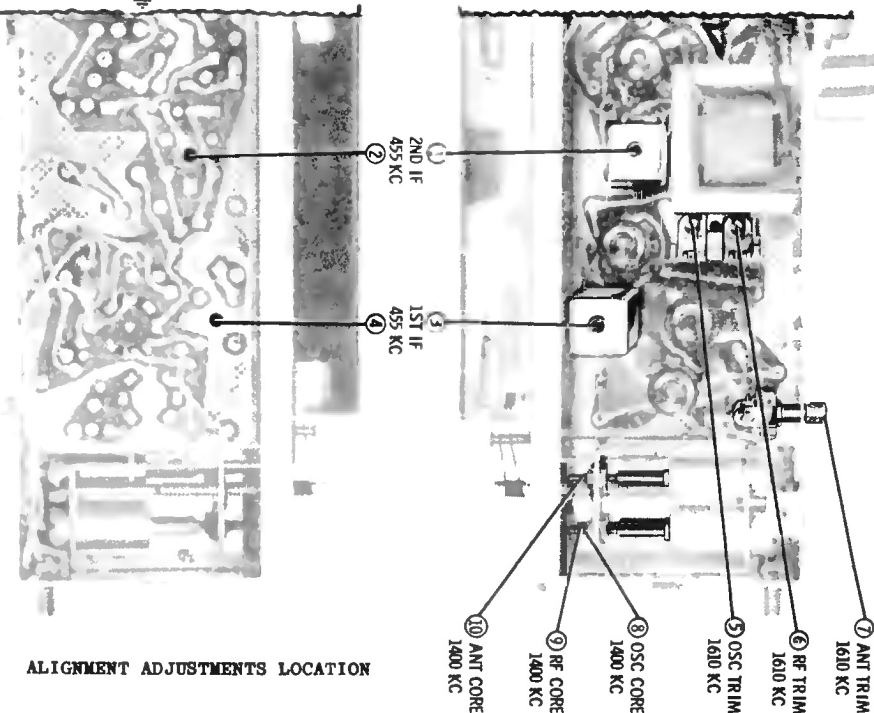 ① 2ND IF
② 455 KC
③ 1ST IF
④ 455 KC
⑦ ANT TRIM
1610 KC
⑥ RF TRIM
1610 KC
⑤ OSC TRIM
1610 KC
⑧ OSC CORE
1400 KC
⑨ RF CORE
1400 KC
⑩ ANT CORE
1400 KC
ALIGNMENT ADJUSTMENTS LOCATION